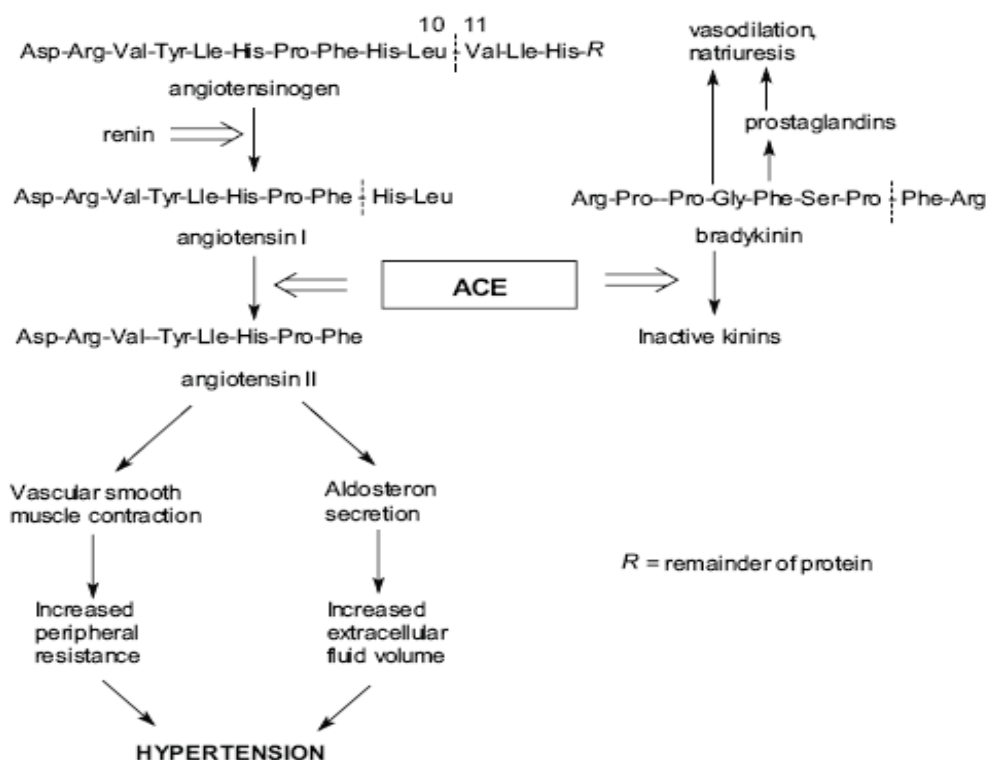 10 11
Asp-Arg-Val-Tyr-Lle-His-Pro-Phe-His-Leu Val-Lle-His-R
angiotensinogen
renin
Asp-Arg-Val-Tyr-Lle-His-Pro-Phe His-Leu
angiotensin I
ACE
Asp-Arg-Val--Tyr-Lle-His-Pro-Phe
angiotensin II
Vascular smooth
muscle contraction
Aldosteron
secretion
Increased
peripheral
resistance
Increased
extracellular
fluid volume
HYPERTENSION
vasodilation,
natriuresis
prostaglandins
Arg-Pro--Pro-Gly-Phe-Ser-Pro Phe-Arg
bradykinin
Inactive kinins
R = remainder of protein